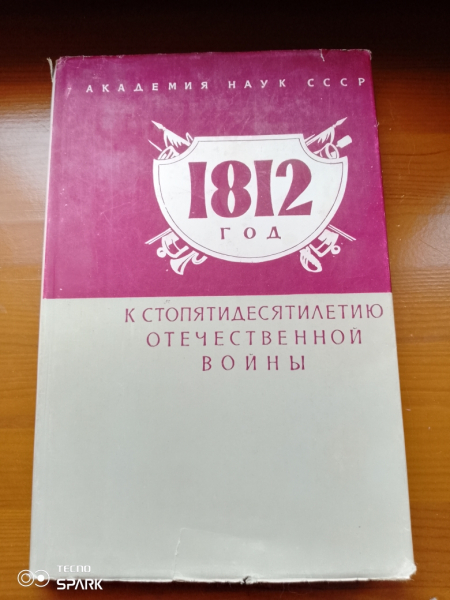 АКАДЕМИЯ НАУК СССР
1812
ГОД
К СТОПЯТИДЕСЯТИЛЕТИЮ
ОТЕЧЕСТВЕННОЙ
ВОЙНЫ
TECNO
SPARK